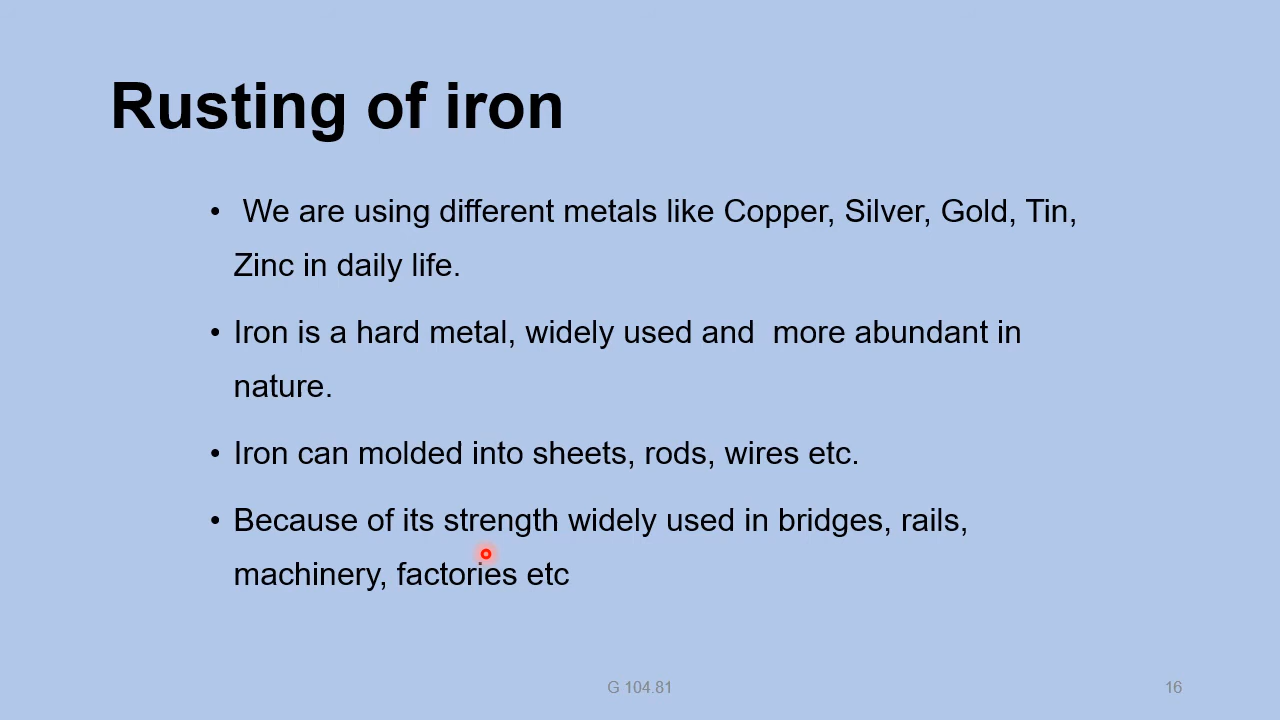 Rusting of iron
• We are using different metals like Copper, Silver, Gold, Tin,
Zinc in daily life.
• Iron is a hard metal, widely used and  more abundant in
nature.
• Iron can molded into sheets, rods, wires etc.
• Because of its strength widely used in bridges, rails,
machinery, factories etc
G 104.81
16